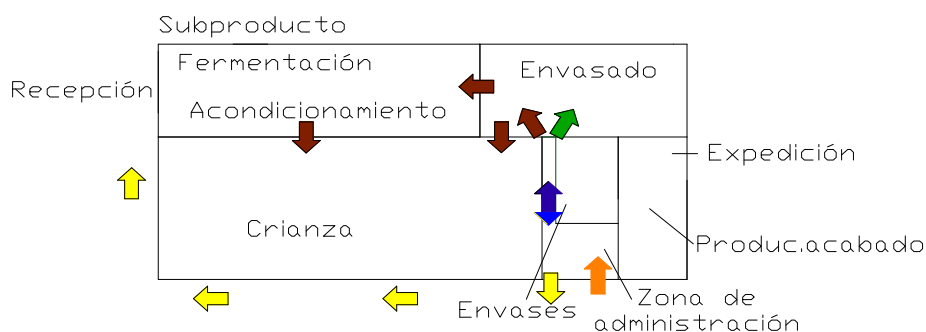 Subproducto
Fermentación
Envasado
Recepción
Acondicionamiento
Expedición
Crianza
Produc.acabado
Envases
Zona de
administración